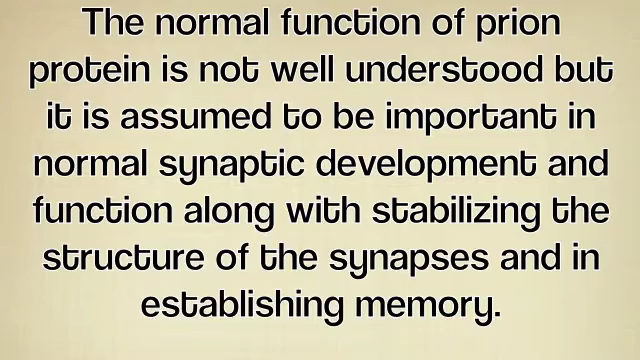 The normal function of prion
protein is not well understood but
it is assumed to be important in
normal synaptic development and
function along with stabilizing the
structure of the synapses and in
establishing memory.